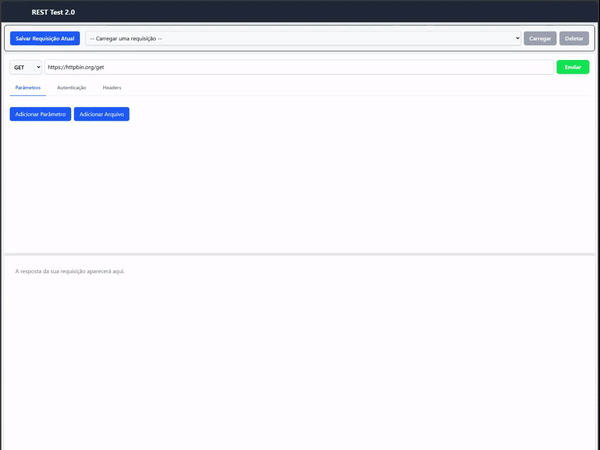 REST Test 2.0
Salvar Requisição Atual -- Carregar uma requisição -- Carregar Deletar
GET https://httpbin.org/get Enviar
Parâmetros Autenticação Headers
Adicionar Parâmetro Adicionar Arquivo
A resposta da sua requisição aparecerá aqui.